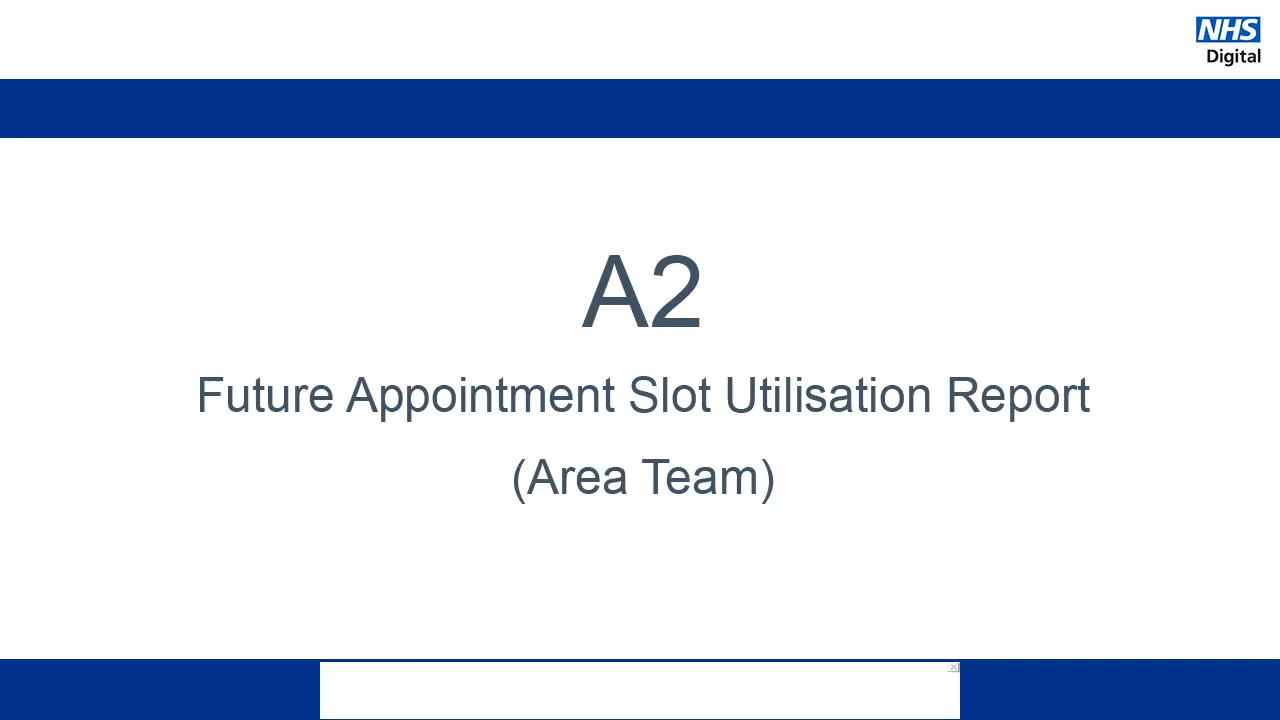 NHS
Digital
A2
Future Appointment Slot Utilisation Report
(Area Team)